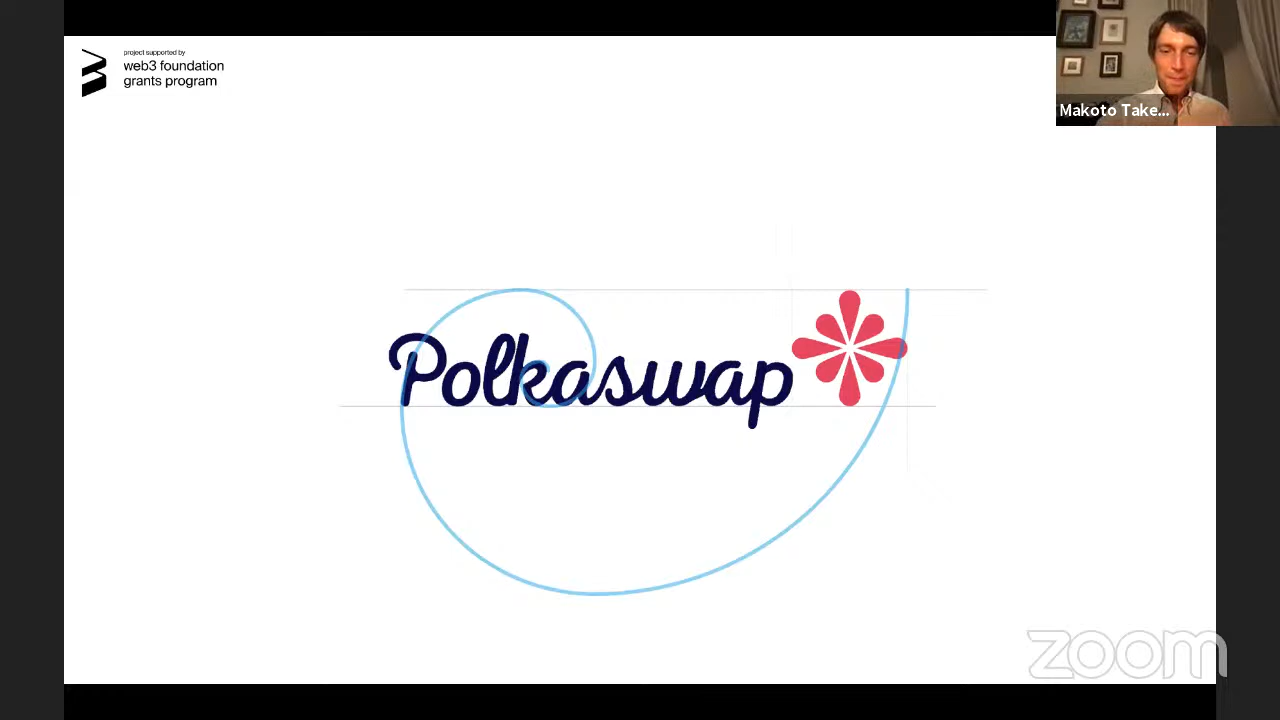 project supported by
web3 foundation
grants program
Makoto Take...
Polkaswap
zoom